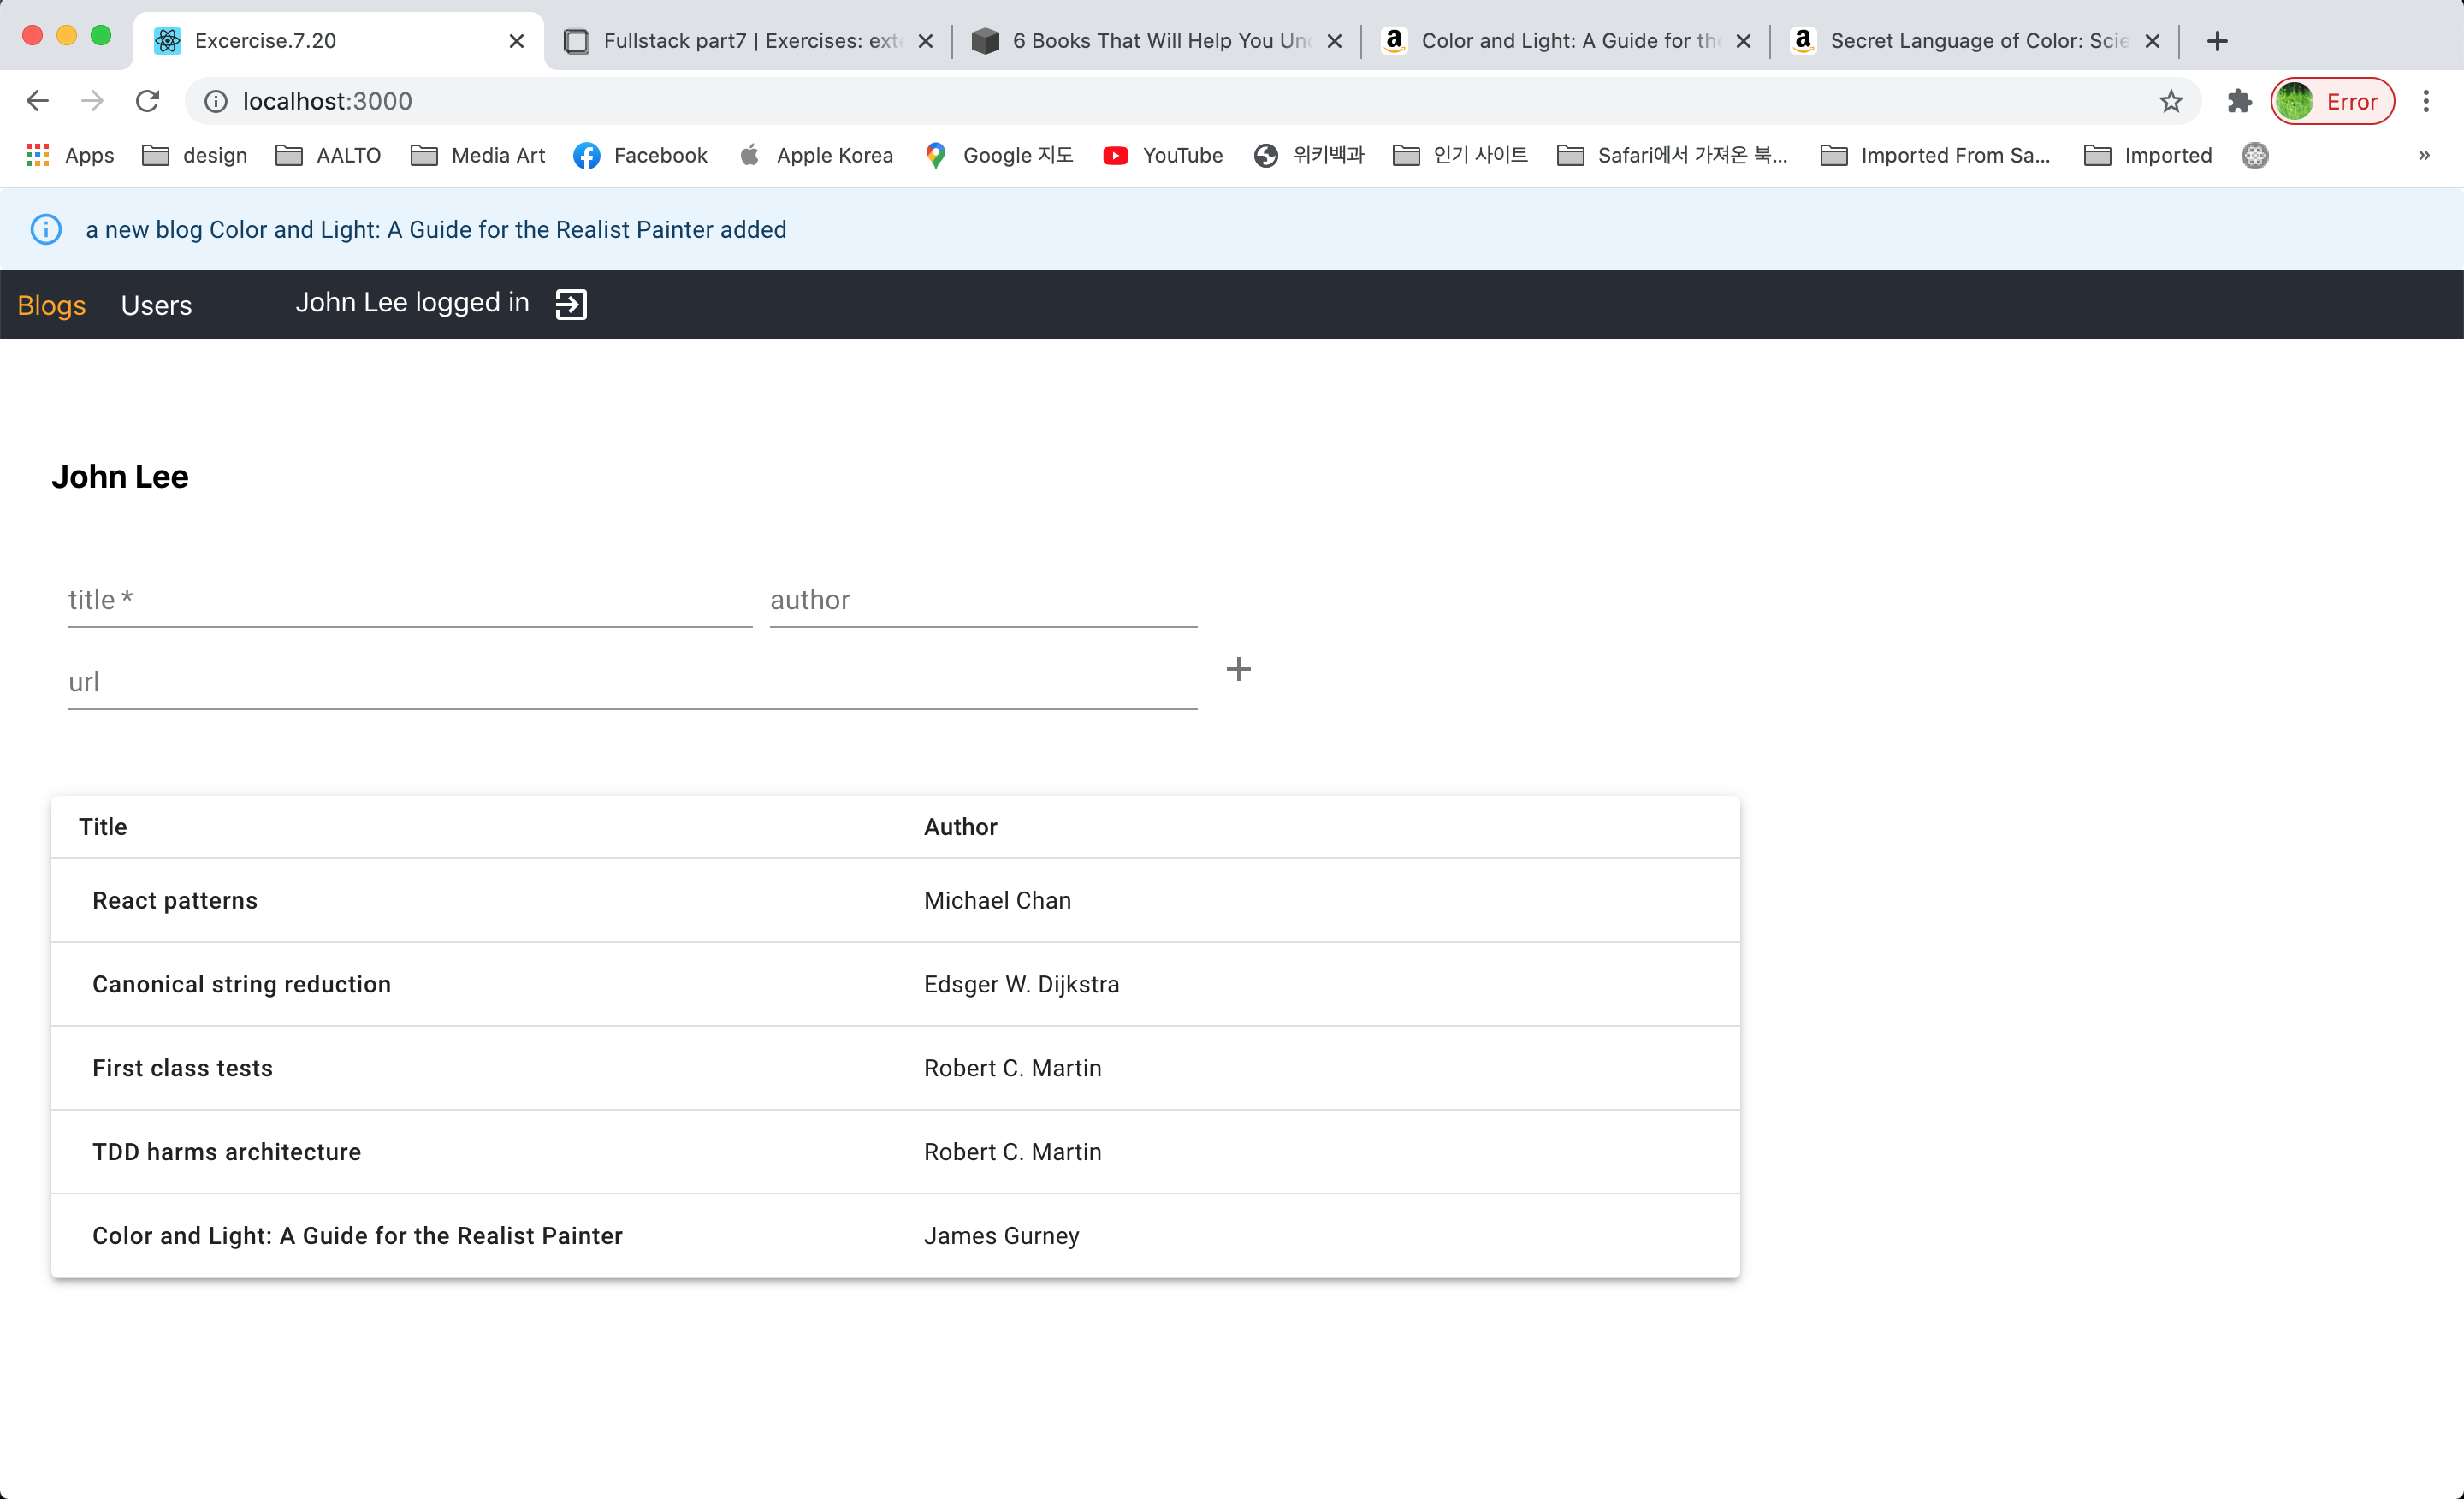 Excercise.7.20 Fullstack part7 | Exercises: exte 6 Books That Will Help You Unc Color and Light: A Guide for the Secret Language of Color: Scie
localhost:3000 Error
Apps design AALTO Media Art Facebook Apple Korea Google 지도 YouTube 위키백과 인기 사이트 Safari에서 가져온 북... Imported From Sa... Imported »
a new blog Color and Light: A Guide for the Realist Painter added
Blogs Users John Lee logged in
John Lee
title * author
url
Title Author
React patterns Michael Chan
Canonical string reduction Edsger W. Dijkstra
First class tests Robert C. Martin
TDD harms architecture Robert C. Martin
Color and Light: A Guide for the Realist Painter James Gurney